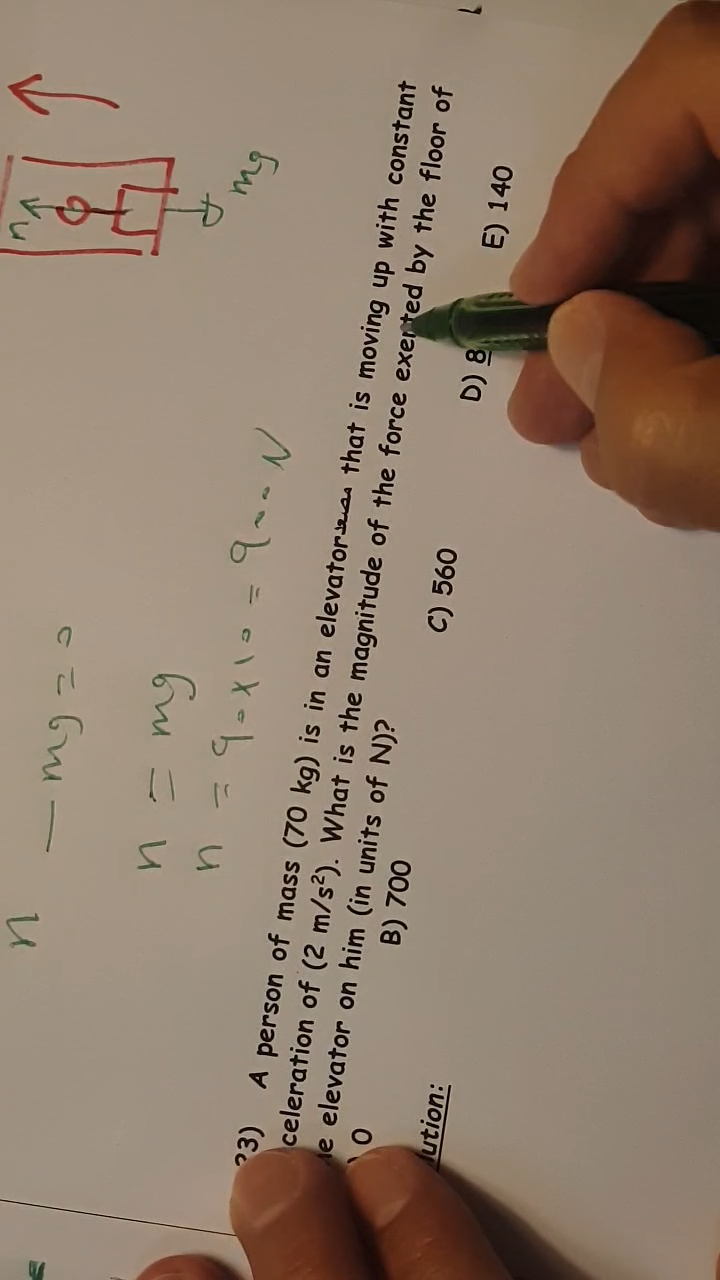 n
mg
n - mg = 0
n = mg
n = 90 x 10 = 900 N
23) A person of mass (70 kg) is in an elevator that is moving up with constant
celeration of (2 m/s²). What is the magnitude of the force exerted by the floor of
e elevator on him (in units of N)?
) 0 B) 700 C) 560 D) 8 E) 140
lution: